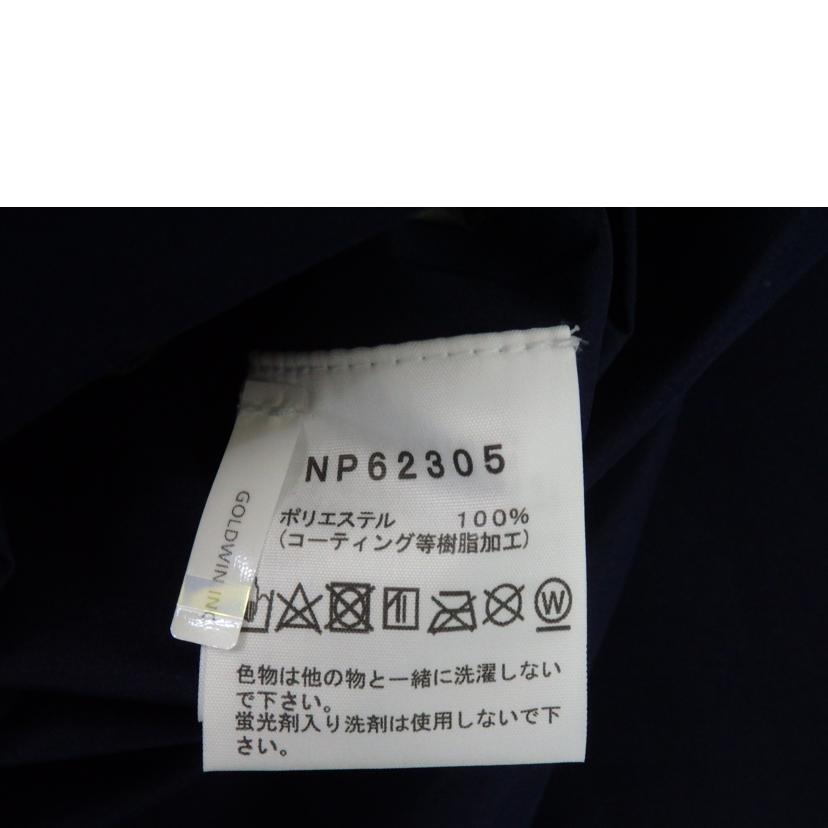 NP62305
ポリエステル 100%
(コーティング等樹脂加工)
GOLDWIN INC
W
色物は他の物と一緒に洗濯しない
で下さい。
蛍光剤入り洗剤は使用しないで下
さい。